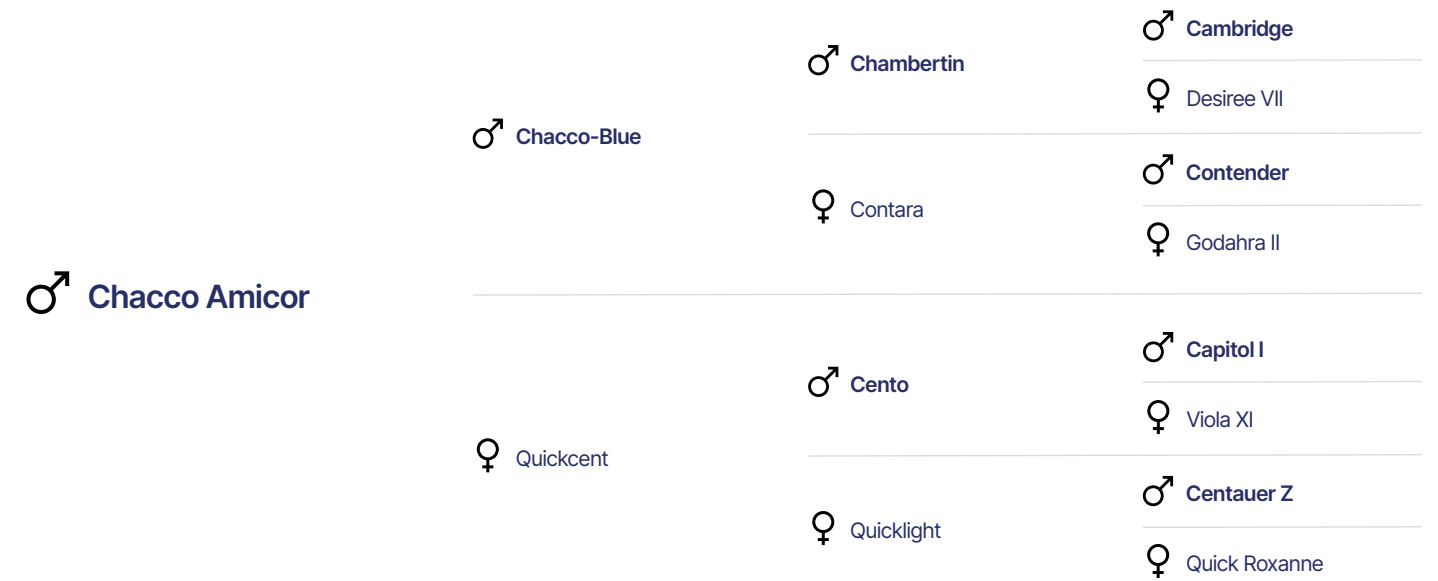 Cambridge
Chambertin
Desiree VII
Chacco-Blue
Contender
Contara
Godahra II
Chacco Amicor
Capitol I
Cento
Viola XI
Quickcent
Centauer Z
Quicklight
Quick Roxanne